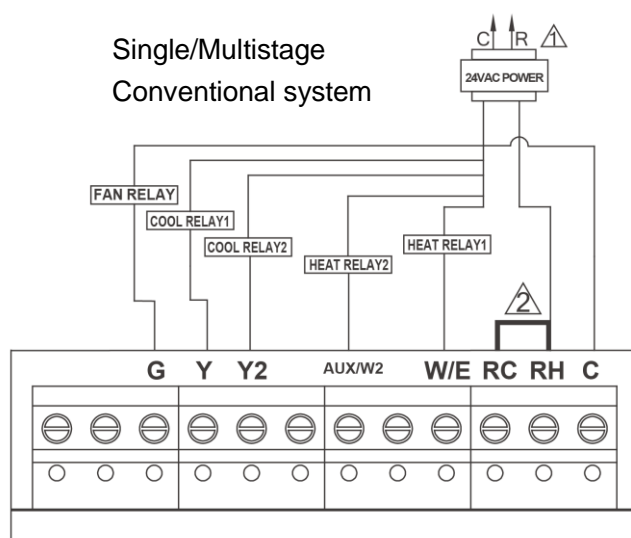 Single/Multistage
Conventional system
C R 1
24VAC POWER
FAN RELAY
COOL RELAY1
COOL RELAY2
HEAT RELAY2
HEAT RELAY1
2
G Y Y2 AUX/W2 W/E RC RH C